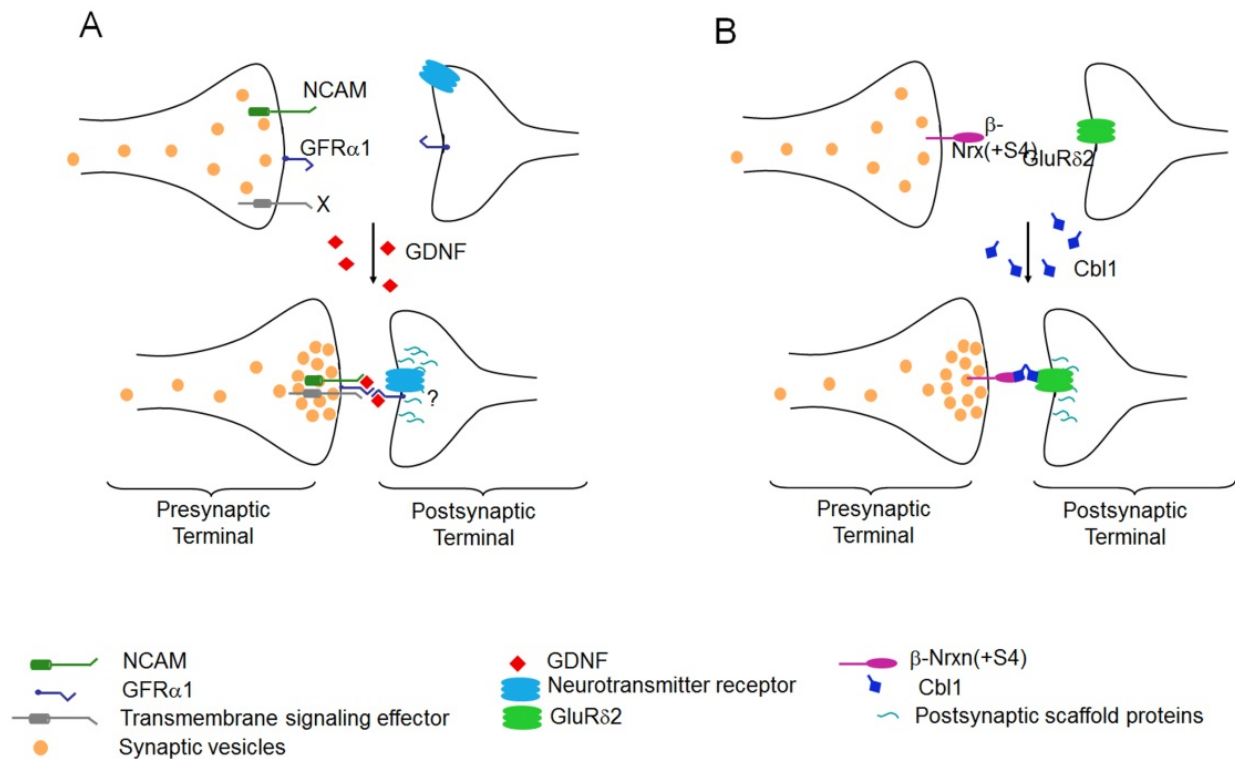 A
B
NCAM
GFRα1
X
GDNF
β-
Nrx(+S4)
GluRδ2
Cbl1
?
Presynaptic
Terminal
Postsynaptic
Terminal
Presynaptic
Terminal
Postsynaptic
Terminal
NCAM
GFRα1
Transmembrane signaling effector
Synaptic vesicles
GDNF
Neurotransmitter receptor
GluRδ2
β-Nrxn(+S4)
Cbl1
Postsynaptic scaffold proteins